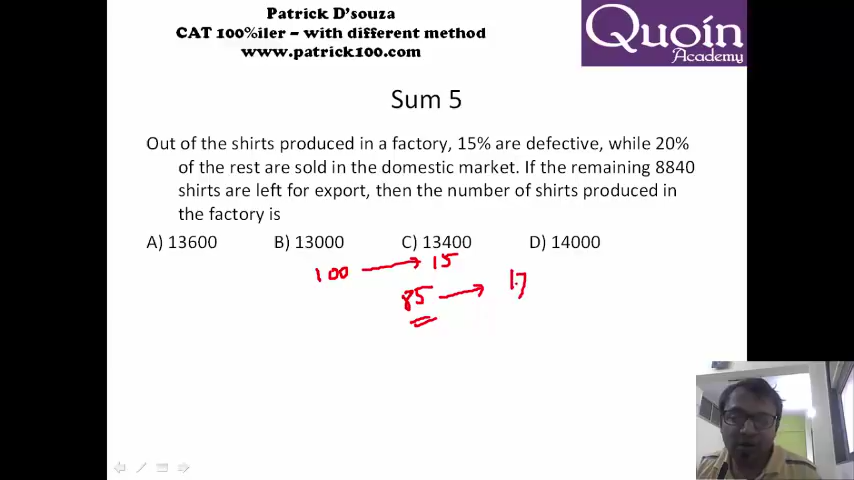 Patrick D'souza
CAT 100%iler – with different method
www.patrick100.com
Quoin
Academy
Sum 5
Out of the shirts produced in a factory, 15% are defective, while 20%
of the rest are sold in the domestic market. If the remaining 8840
shirts are left for export, then the number of shirts produced in
the factory is
A) 13600 B) 13000 C) 13400 D) 14000
100 → 15
85 → 17